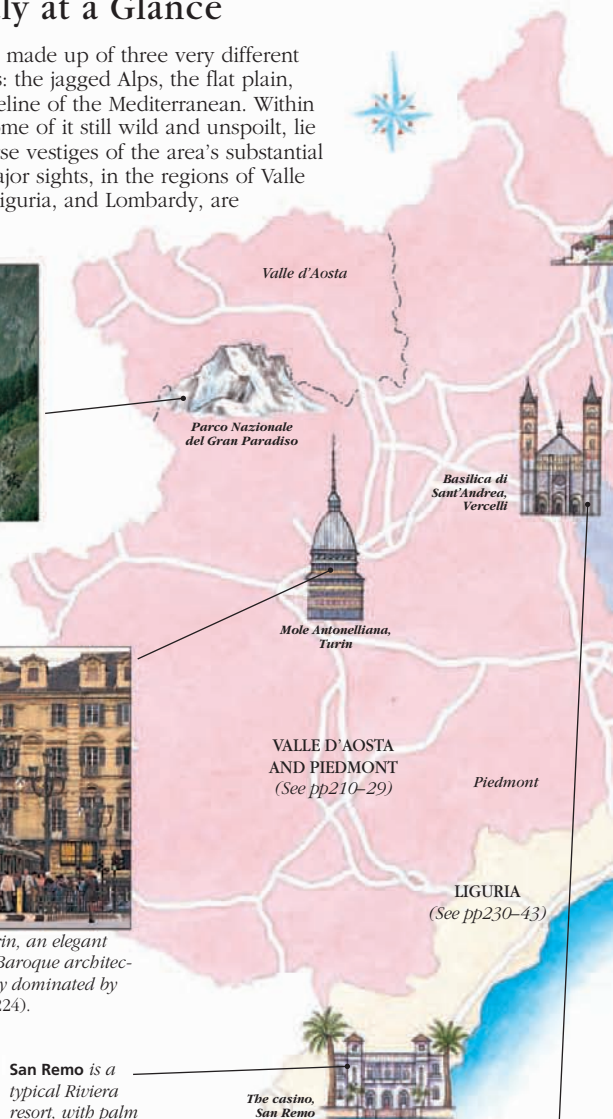 ly at a Glance
made up of three very different
s: the jagged Alps, the flat plain,
eline of the Mediterranean. Within
ome of it still wild and unspoilt, lie
rse vestiges of the area's substantial
ajor sights, in the regions of Valle
iguria, and Lombardy, are
Valle d'Aosta
Parco Nazionale
del Gran Paradiso
Basilica di
Sant'Andrea,
Vercelli
Mole Antonelliana,
Turin
VALLE D'AOSTA
AND PIEDMONT
(See pp210–29)
Piedmont
LIGURIA
(See pp230–43)
rin, an elegant
Baroque architec-
y dominated by
224).
San Remo is a
typical Riviera
resort, with palm
The casino,
San Remo